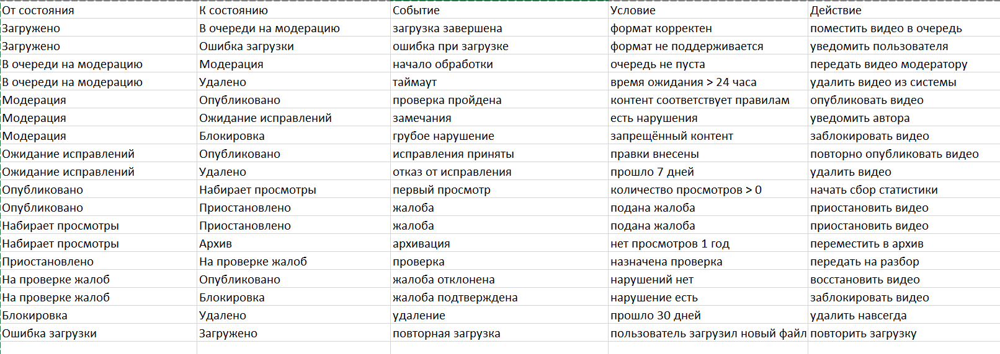 От состояния	К состоянию	Событие	Условие	Действие
Загружено	В очереди на модерацию	загрузка завершена	формат корректен	поместить видео в очередь
Загружено	Ошибка загрузки	ошибка при загрузке	формат не поддерживается	уведомить пользователя
В очереди на модерацию	Модерация	начало обработки	очередь не пуста	передать видео модератору
В очереди на модерацию	Удалено	таймаут	время ожидания > 24 часа	удалить видео из системы
Модерация	Опубликовано	проверка пройдена	контент соответствует правилам	опубликовать видео
Модерация	Ожидание исправлений	замечания	есть нарушения	уведомить автора
Модерация	Блокировка	грубое нарушение	запрещённый контент	заблокировать видео
Ожидание исправлений	Опубликовано	исправления приняты	правки внесены	повторно опубликовать видео
Ожидание исправлений	Удалено	отказ от исправления	прошло 7 дней	удалить видео
Опубликовано	Набирает просмотры	первый просмотр	количество просмотров > 0	начать сбор статистики
Опубликовано	Приостановлено	жалоба	подана жалоба	приостановить видео
Набирает просмотры	Приостановлено	жалоба	подана жалоба	приостановить видео
Набирает просмотры	Архив	архивация	нет просмотров 1 год	переместить в архив
Приостановлено	На проверке жалоб	проверка	назначена проверка	передать на разбор
На проверке жалоб	Опубликовано	жалоба отклонена	нарушений нет	восстановить видео
На проверке жалоб	Блокировка	жалоба подтверждена	нарушение есть	заблокировать видео
Блокировка	Удалено	удаление	прошло 30 дней	удалить навсегда
Ошибка загрузки	Загружено	повторная загрузка	пользователь загрузил новый файл	повторить загрузку